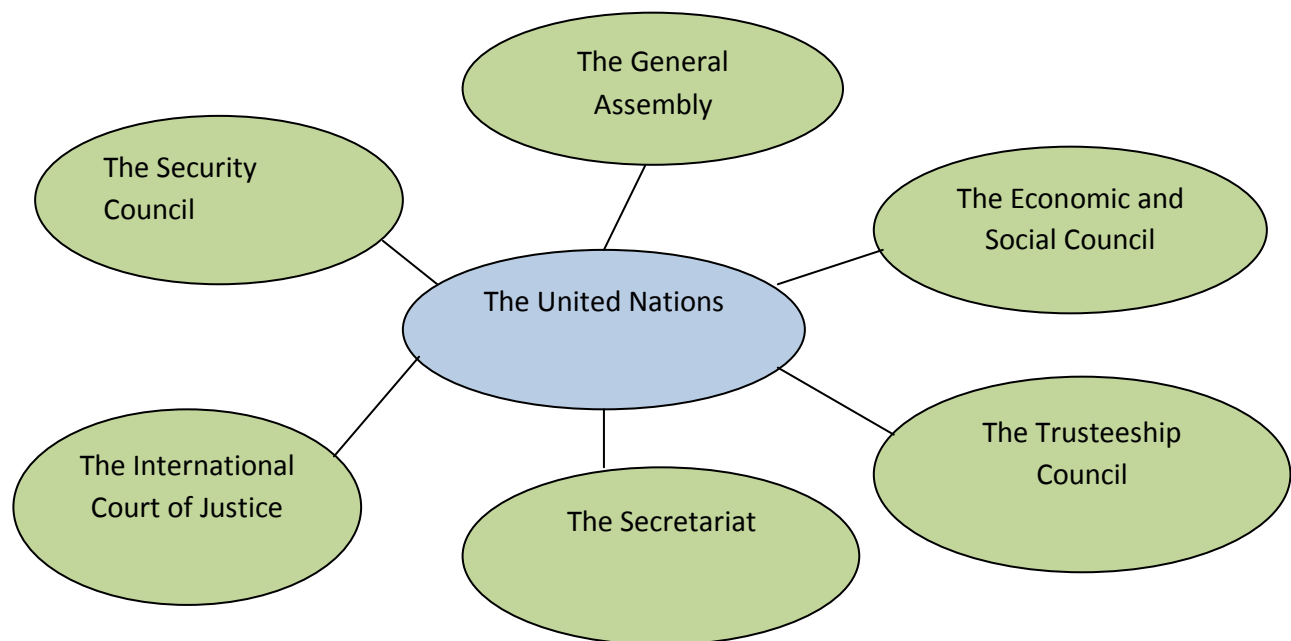 The General
Assembly
The Security
Council
The Economic and
Social Council
The United Nations
The International
Court of Justice
The Trusteeship
Council
The Secretariat